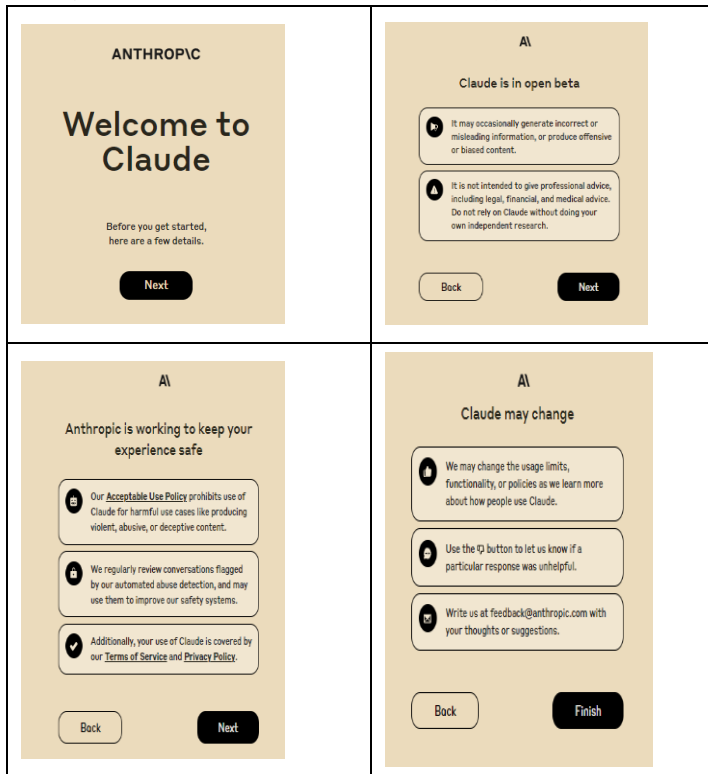 ANTHROP\C
Welcome to
Claude
Before you get started,
here are a few details.
Next
A\
Claude is in open beta
It may occasionally generate incorrect or
misleading information, or produce offensive
or biased content.
It is not intended to give professional advice,
including legal, financial, and medical advice.
Do not rely on Claude without doing your
own independent research.
Back
Next
A\
Anthropic is working to keep your
experience safe
Our Acceptable Use Policy prohibits use of
Claude for harmful use cases like producing
violent, abusive, or deceptive content.
We regularly review conversations flagged
by our automated abuse detection, and may
use them to improve our safety systems.
Additionally, your use of Claude is covered by
our Terms of Service and Privacy Policy.
Back
Next
A\
Claude may change
We may change the usage limits,
functionality, or policies as we learn more
about how people use Claude.
Use the button to let us know if a
particular response was unhelpful.
Write us at feedback@anthropic.com with
your thoughts or suggestions.
Back
Finish